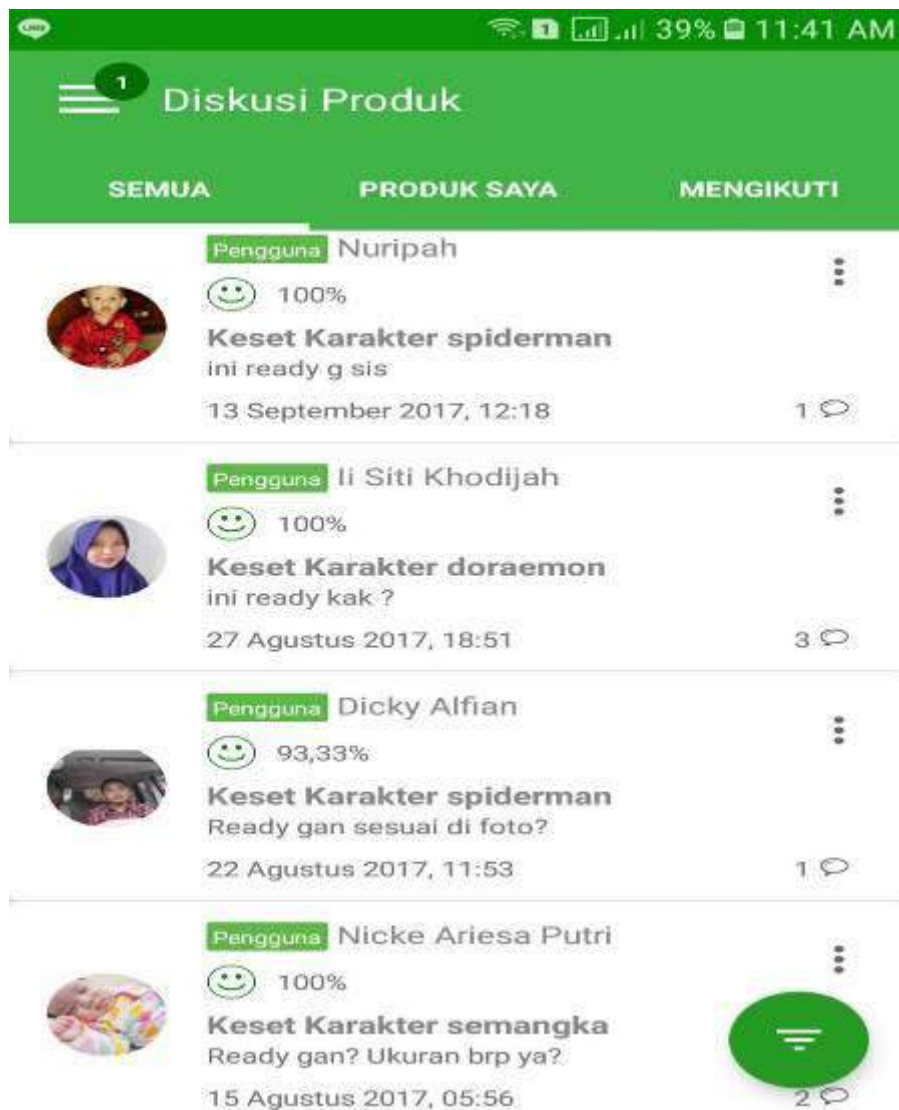 LINE
1 39% 11:41 AM
1
Diskusi Produk
SEMUA PRODUK SAYA MENGIKUTI
Pengguna Nuripah
100%
Keset Karakter spiderman
ini ready g sis
13 September 2017, 12:18 1
Pengguna Ii Siti Khodijah
100%
Keset Karakter doraemon
ini ready kak ?
27 Agustus 2017, 18:51 3
Pengguna Dicky Alfian
93,33%
Keset Karakter spiderman
Ready gan sesuai di foto?
22 Agustus 2017, 11:53 1
Pengguna Nicke Ariesa Putri
100%
Keset Karakter semangka
Ready gan? Ukuran brp ya?
15 Agustus 2017, 05:56 2